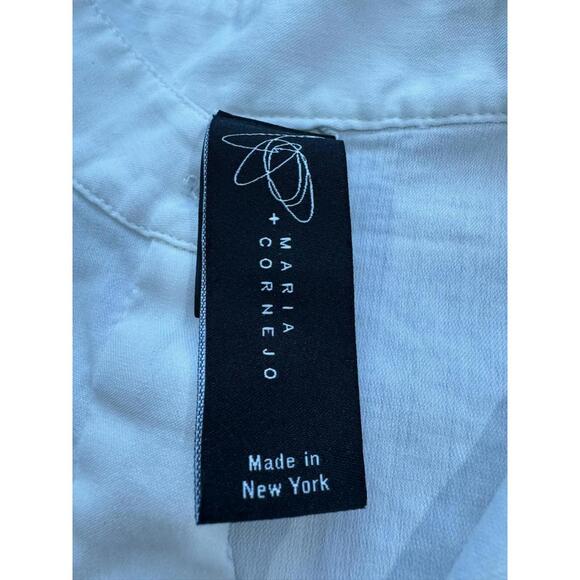 + MARIA
CORNEJO
Made in
New York